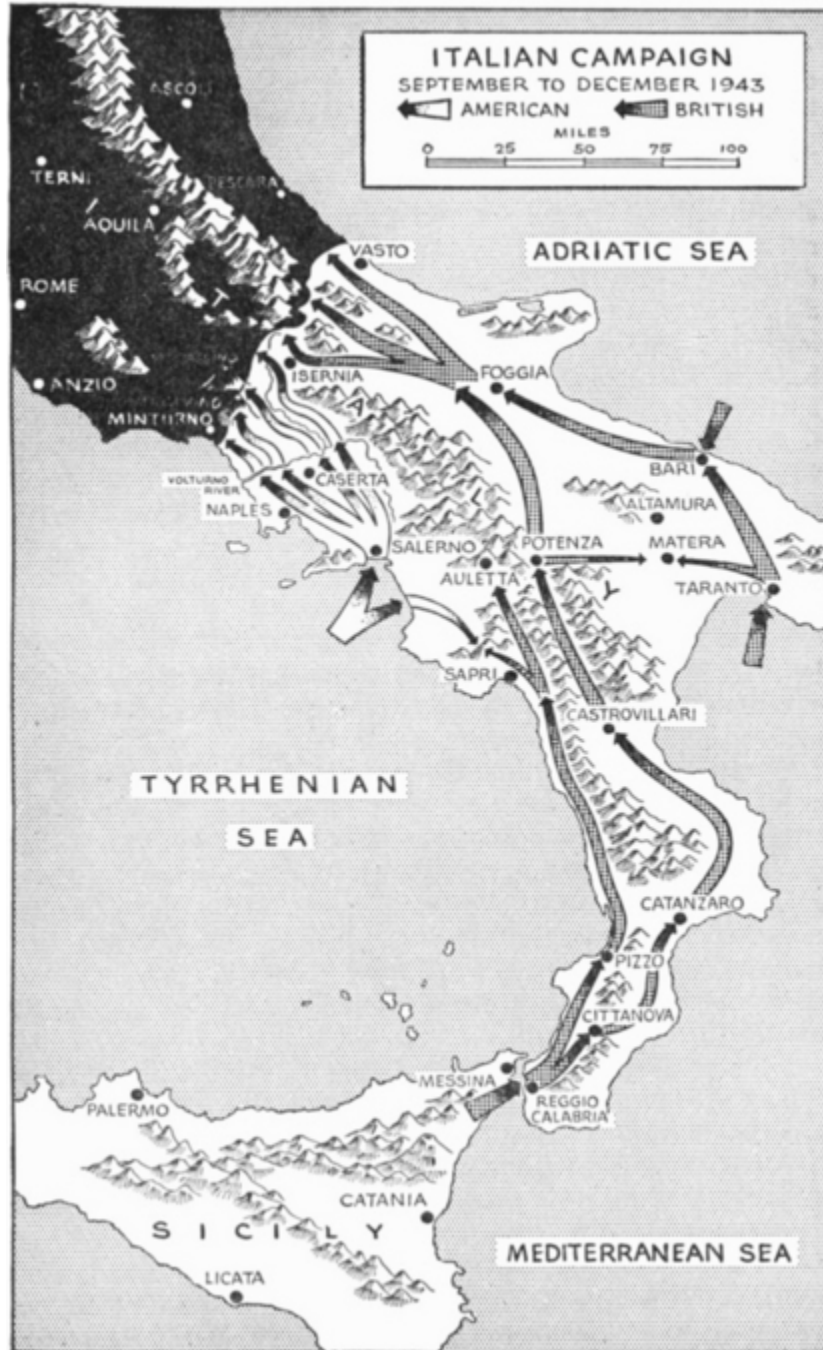 ITALIAN CAMPAIGN
SEPTEMBER TO DECEMBER 1943
AMERICAN
BRITISH
MILES
0 25 50 75 100
ASCOLI
TERNI
PESCARA
AQUILA
ROME
VASTO
ADRIATIC SEA
I
T
A
L
Y
ANZIO
ISERNIA
FOGGIA
MINTURNO
BARI
VOLTURNO
RIVER
CASERTA
NAPLES
ALTAMURA
SALERNO
POTENZA
MATERA
AULETTA
TARANTO
SAPRI
CASTROVILLARI
TYRRHENIAN
SEA
CATANZARO
PIZZO
CITTANOVA
MESSINA
REGGIO
CALABRIA
PALERMO
CATANIA
SICILY
MEDITERRANEAN SEA
LICATA